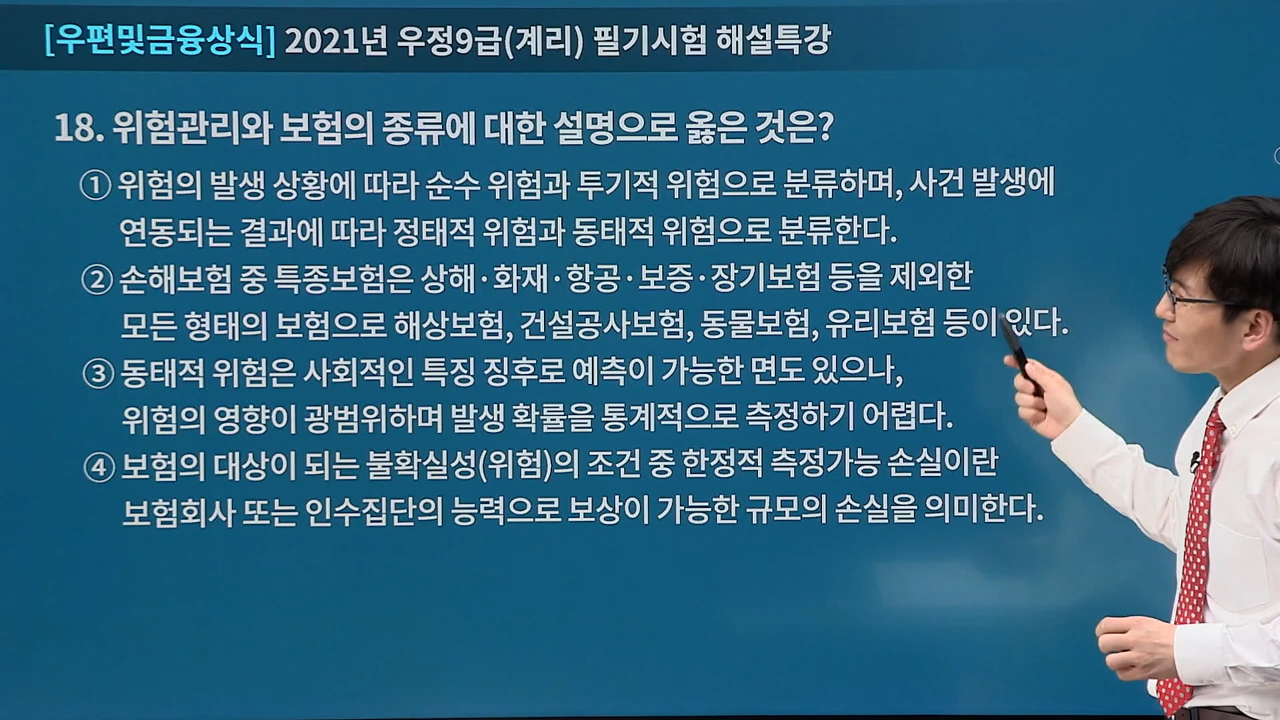 [우편및금융상식] 2021년 우정9급(계리) 필기시험 해설특강
18. 위험관리와 보험의 종류에 대한 설명으로 옳은 것은?
① 위험의 발생 상황에 따라 순수 위험과 투기적 위험으로 분류하며, 사건 발생에
연동되는 결과에 따라 정태적 위험과 동태적 위험으로 분류한다.
② 손해보험 중 특종보험은 상해·화재·항공·보증·장기보험 등을 제외한
모든 형태의 보험으로 해상보험, 건설공사보험, 동물보험, 유리보험 등이 있다.
③ 동태적 위험은 사회적인 특징 징후로 예측이 가능한 면도 있으나,
위험의 영향이 광범위하며 발생 확률을 통계적으로 측정하기 어렵다.
④ 보험의 대상이 되는 불확실성(위험)의 조건 중 한정적 측정가능 손실이란
보험회사 또는 인수집단의 능력으로 보상이 가능한 규모의 손실을 의미한다.